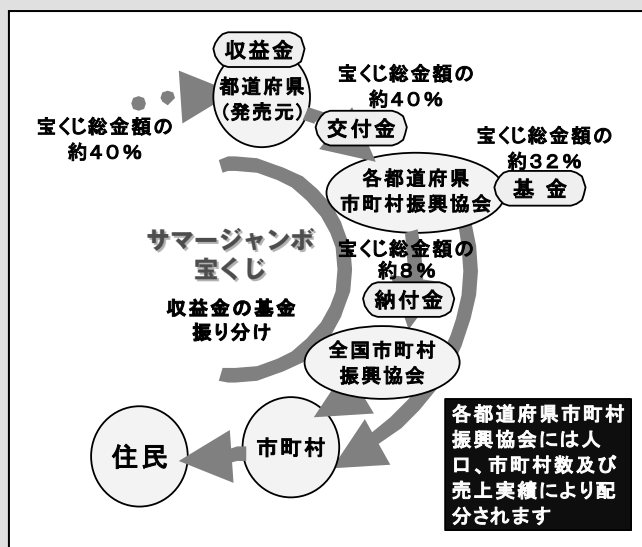 収益金
都道府県
(発売元)
宝くじ総金額の
約40%
宝くじ総金額の
約40%
交付金
宝くじ総金額の
約32%
各都道府県
市町村振興協会
基 金
サマージャンボ
宝くじ
収益金の基金
振り分け
宝くじ総金額の
約8%
納付金
全国市町村
振興協会
市町村
住民
各都道府県市町村
振興協会には人
口、市町村数及び
売上実績により配
分されます